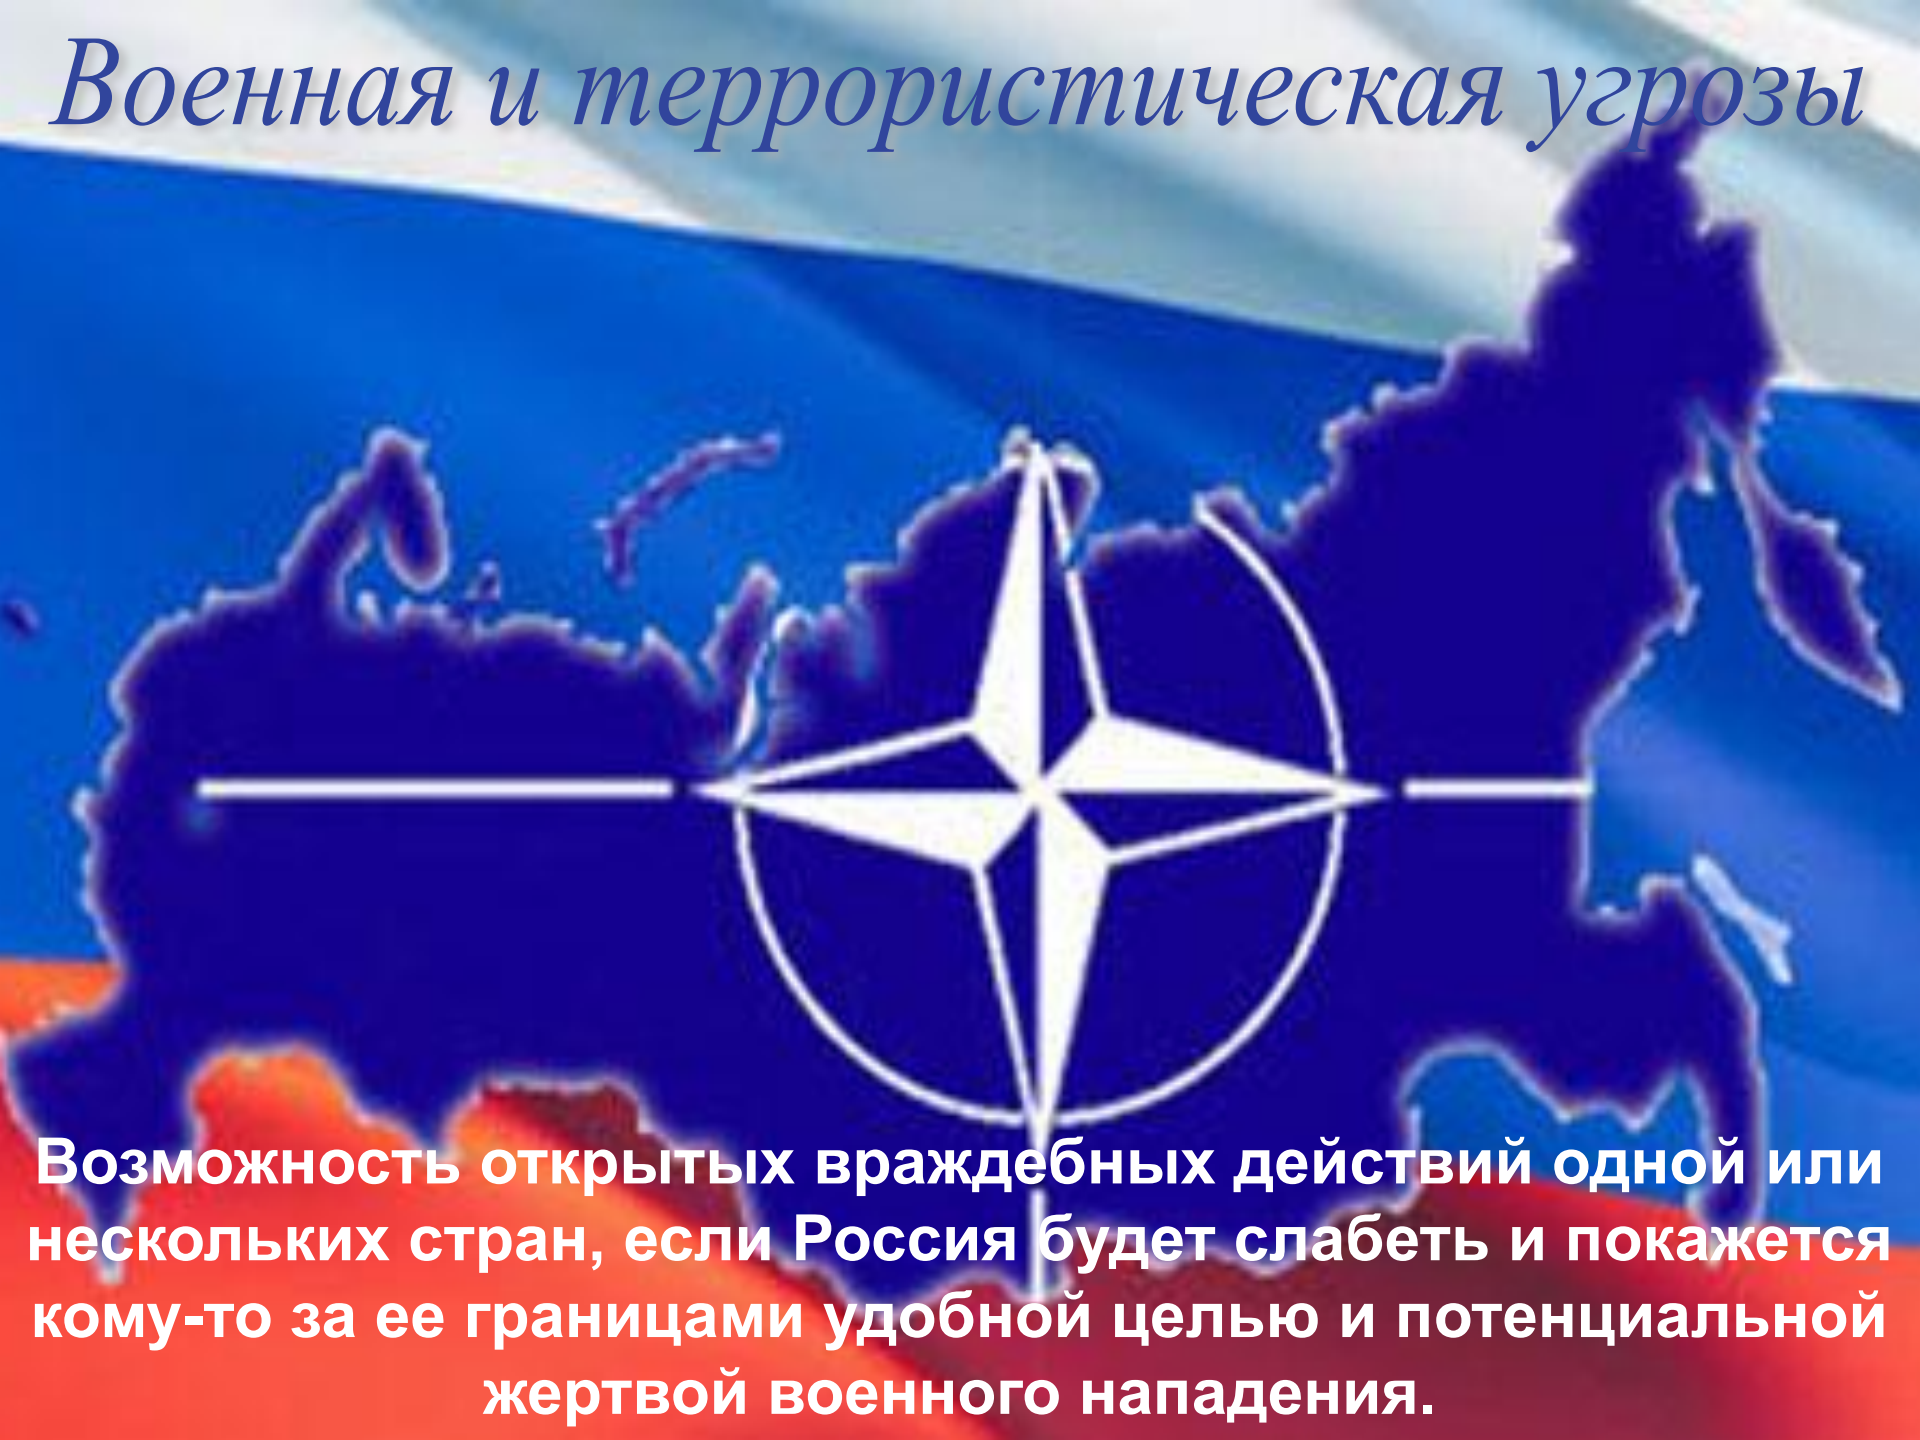 Военная и террористическая угрозы
Возможность открытых враждебных действий одной или
нескольких стран, если Россия будет слабеть и покажется
кому-то за ее границами удобной целью и потенциальной
жертвой военного нападения.